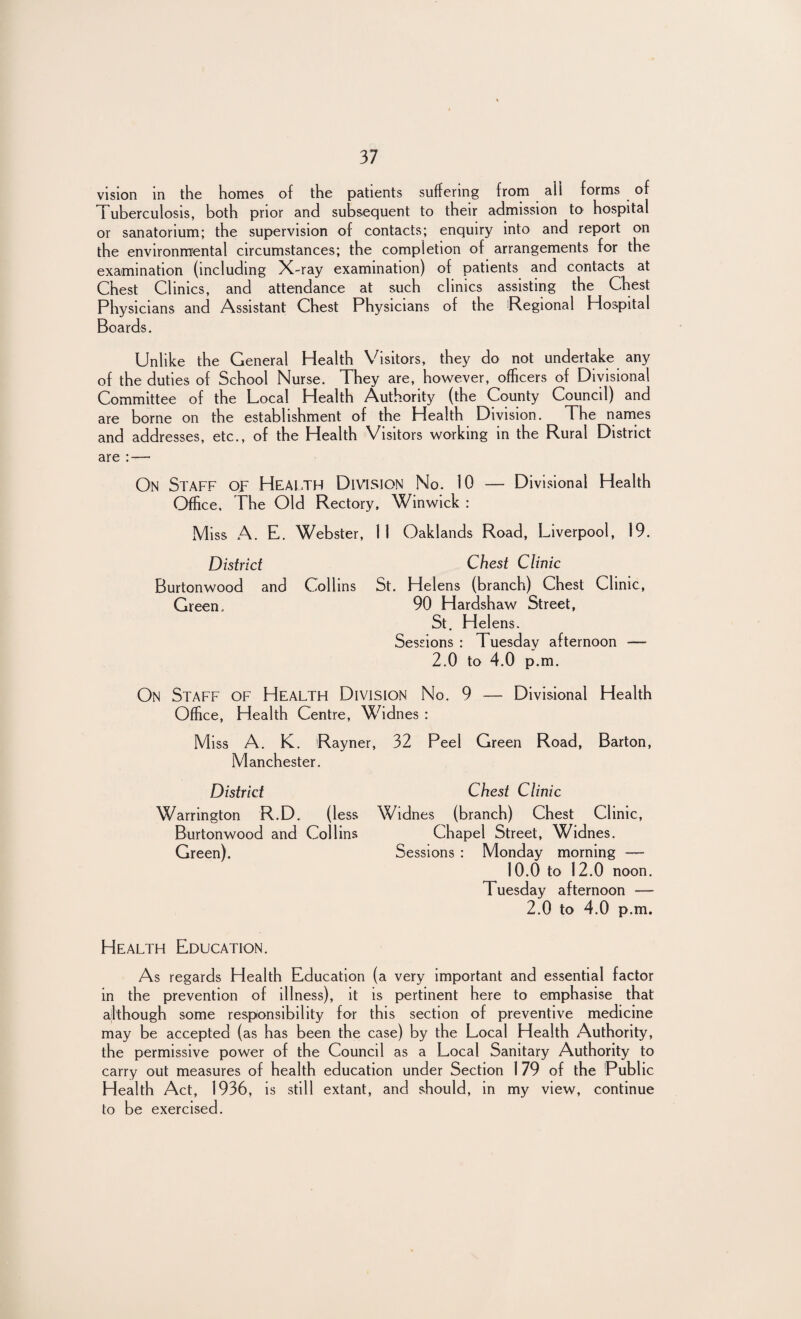 37
vision in the homes of the patients suffering from all forms of
Tuberculosis, both prior and subsequent to their admission to hospital
or sanatorium; the supervision of contacts; enquiry into and report on
the environmental circumstances; the completion of arrangements for the
examination (including X-ray examination) of patients and contacts at
Chest Clinics, and attendance at such clinics assisting the Chest
Physicians and Assistant Chest Physicians of the Regional Hospital
Boards.
Unlike the General Health Visitors, they do not undertake any
of the duties of School Nurse. They are, however, officers of Divisional
Committee of the Local Health Authority (the County Council) and
are borne on the establishment of the Health Division. The names
and addresses, etc., of the Health Visitors working in the Rural District
are :—
On Staff of Health Division No. 10 — Divisional Health
Office, The Old Rectory, Winwick :
Miss A. E. Webster, 11 Oaklands Road, Liverpool, 19.
District Chest Clinic
Burtonwood and Collins St. Helens (branch) Chest Clinic,
Green. 90 Hardshaw Street,
St. Helens.
Sessions : Tuesday afternoon —
2.0 to 4.0 p.m.
On Staff of Health Division No. 9 — Divisional Health
Office, Health Centre, Widnes :
Miss A. K. Rayner, 32 Peel Green Road, Barton,
Manchester.
District Chest Clinic
Warrington R.D. (less Widnes (branch) Chest Clinic,
Burtonwood and Collins Chapel Street, Widnes.
Green). Sessions : Monday morning —
10.0 to 12.0 noon.
Tuesday afternoon —
2.0 to 4.0 p.m.
Health Education.
As regards Health Education (a very important and essential factor
in the prevention of illness), it is pertinent here to emphasise that
although some responsibility for this section of preventive medicine
may be accepted (as has been the case) by the Local Health Authority,
the permissive power of the Council as a Local Sanitary Authority to
carry out measures of health education under Section 179 of the Public
Health Act, 1936, is still extant, and should, in my view, continue
to be exercised.